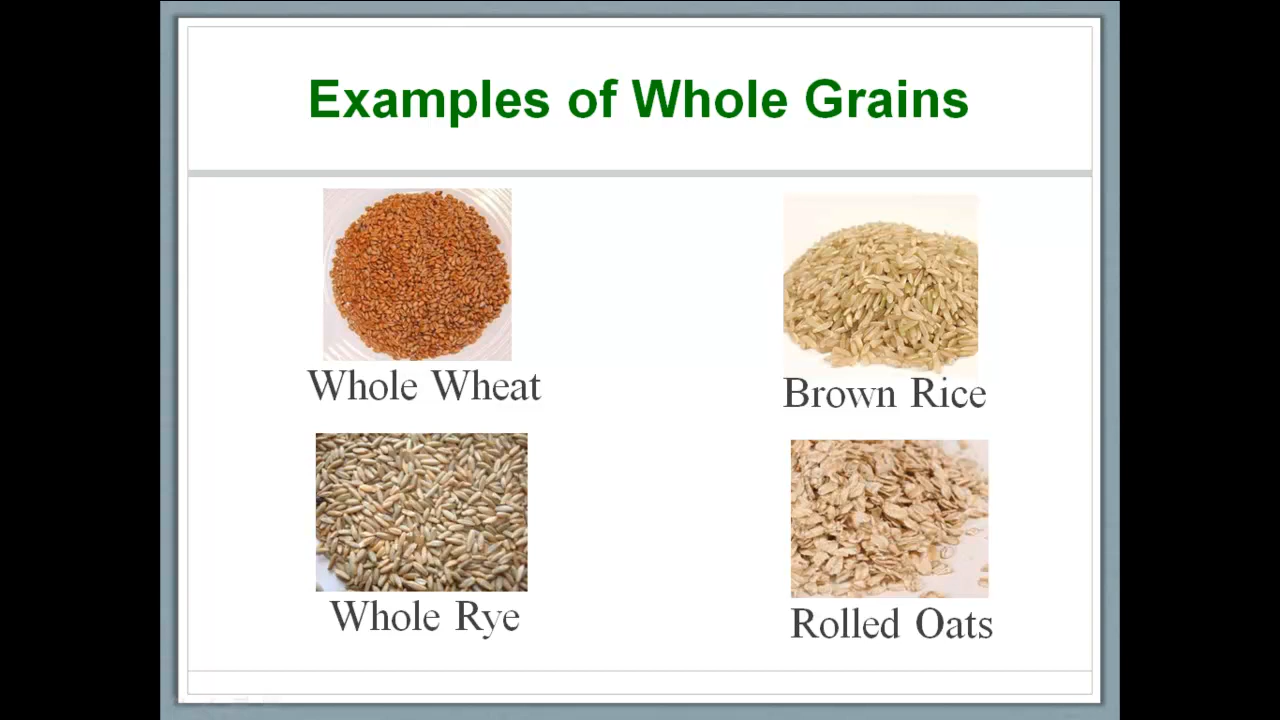 Examples of Whole Grains
Whole Wheat
Brown Rice
Whole Rye
Rolled Oats